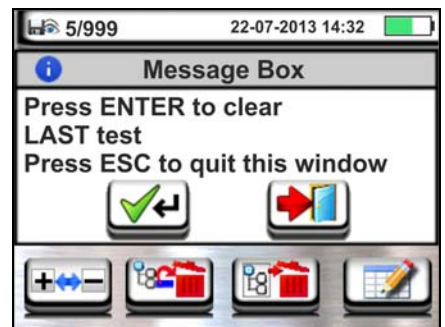 5/999 22-07-2013 14:32
Message Box
Press ENTER to clear
LAST test
Press ESC to quit this window